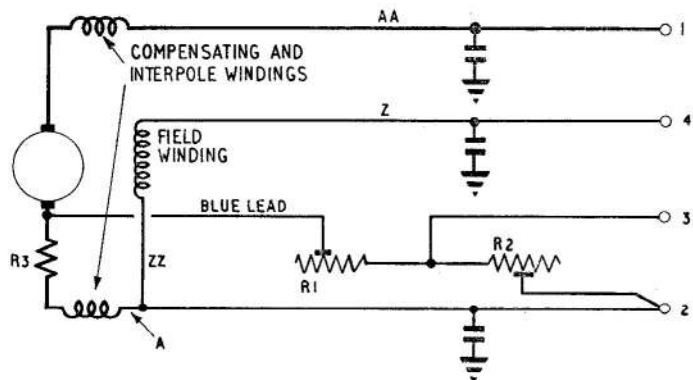 AA
1
COMPENSATING AND
INTERPOLE WINDINGS
Z
4
FIELD
WINDING
BLUE LEAD
3
R3
ZZ
R1
R2
2
A